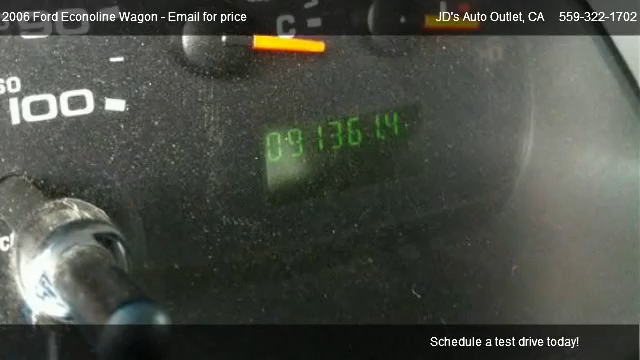 2006 Ford Econoline Wagon - Email for price
JD's Auto Outlet, CA 559-322-1702
C
100
091361.4
Schedule a test drive today!